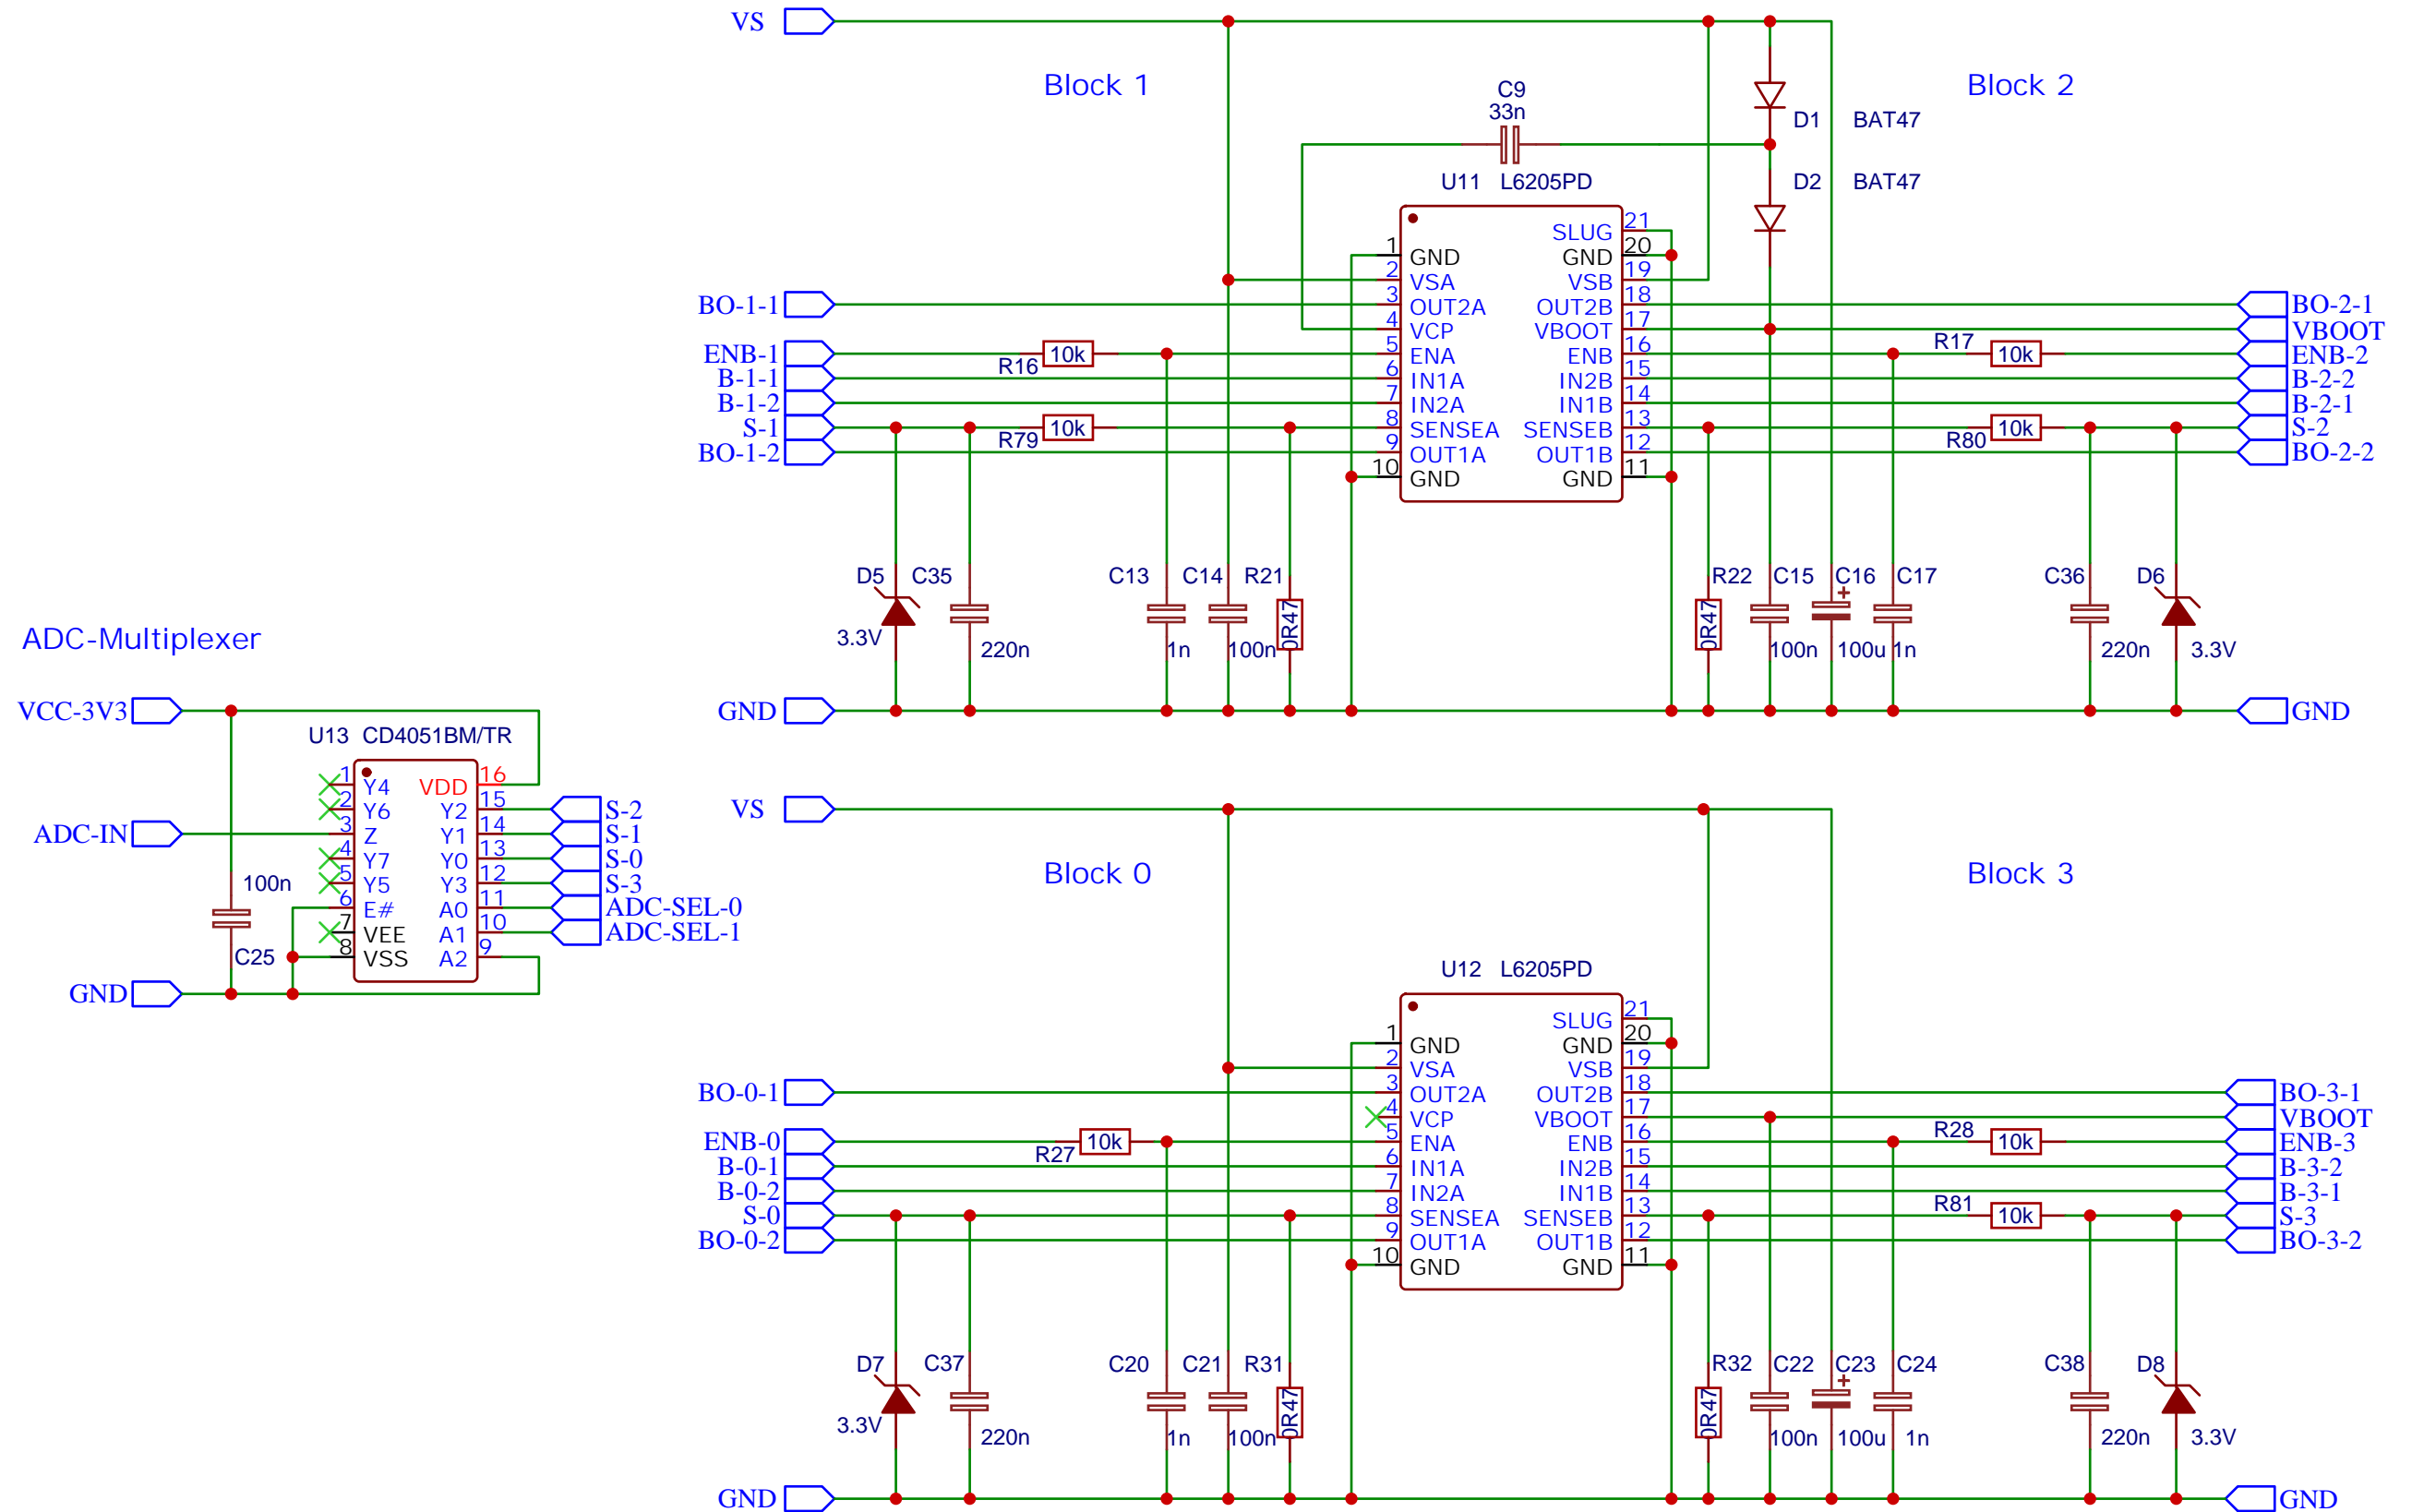 VS
Block 1
Block 2
C9
33n
D1 BAT47
U11 L6205PD
D2 BAT47
SLUG 21
1 GND
GND 20
2 VSA
VSB 19
BO-1-1
3 OUT2A
OUT2B 18
BO-2-1
4 VCP
VBOOT 17
VBOOT
ENB-1
R16 10k
5 ENA
ENB 16
R17 10k
ENB-2
B-1-1
6 IN1A
IN2B 15
B-2-2
B-1-2
7 IN2A
IN1B 14
B-2-1
S-1
R79 10k
8 SENSEA
SENSEB 13
R80 10k
S-2
BO-1-2
9 OUT1A
OUT1B 12
BO-2-2
10 GND
GND 11
D5 C35 C13 C14 R21
R22 C15 C16 C17 C36 D6
+
3.3V 220n 1n 100n 0R47
0R47 100n 100u 1n 220n 3.3V
GND
GND
ADC-Multiplexer
VCC-3V3
U13 CD4051BM/TR
1 Y4
VDD 16
2 Y6
Y2 15
S-2
ADC-IN
3 Z
Y1 14
S-1
4 Y7
Y0 13
S-0
100n
5 Y5
Y3 12
S-3
6 E#
A0 11
ADC-SEL-0
7 VEE
A1 10
ADC-SEL-1
C25
8 VSS
A2 9
GND
VS
Block 0
Block 3
U12 L6205PD
SLUG 21
1 GND
GND 20
2 VSA
VSB 19
BO-0-1
3 OUT2A
OUT2B 18
BO-3-1
4 VCP
VBOOT 17
VBOOT
ENB-0
R27 10k
5 ENA
ENB 16
R28 10k
ENB-3
B-0-1
6 IN1A
IN2B 15
B-3-2
B-0-2
7 IN2A
IN1B 14
B-3-1
S-0
8 SENSEA
SENSEB 13
R81 10k
S-3
BO-0-2
9 OUT1A
OUT1B 12
BO-3-2
10 GND
GND 11
D7 C37 C20 C21 R31
R32 C22 C23 C24 C38 D8
+
3.3V 220n 1n 100n 0R47
0R47 100n 100u 1n 220n 3.3V
GND
GND